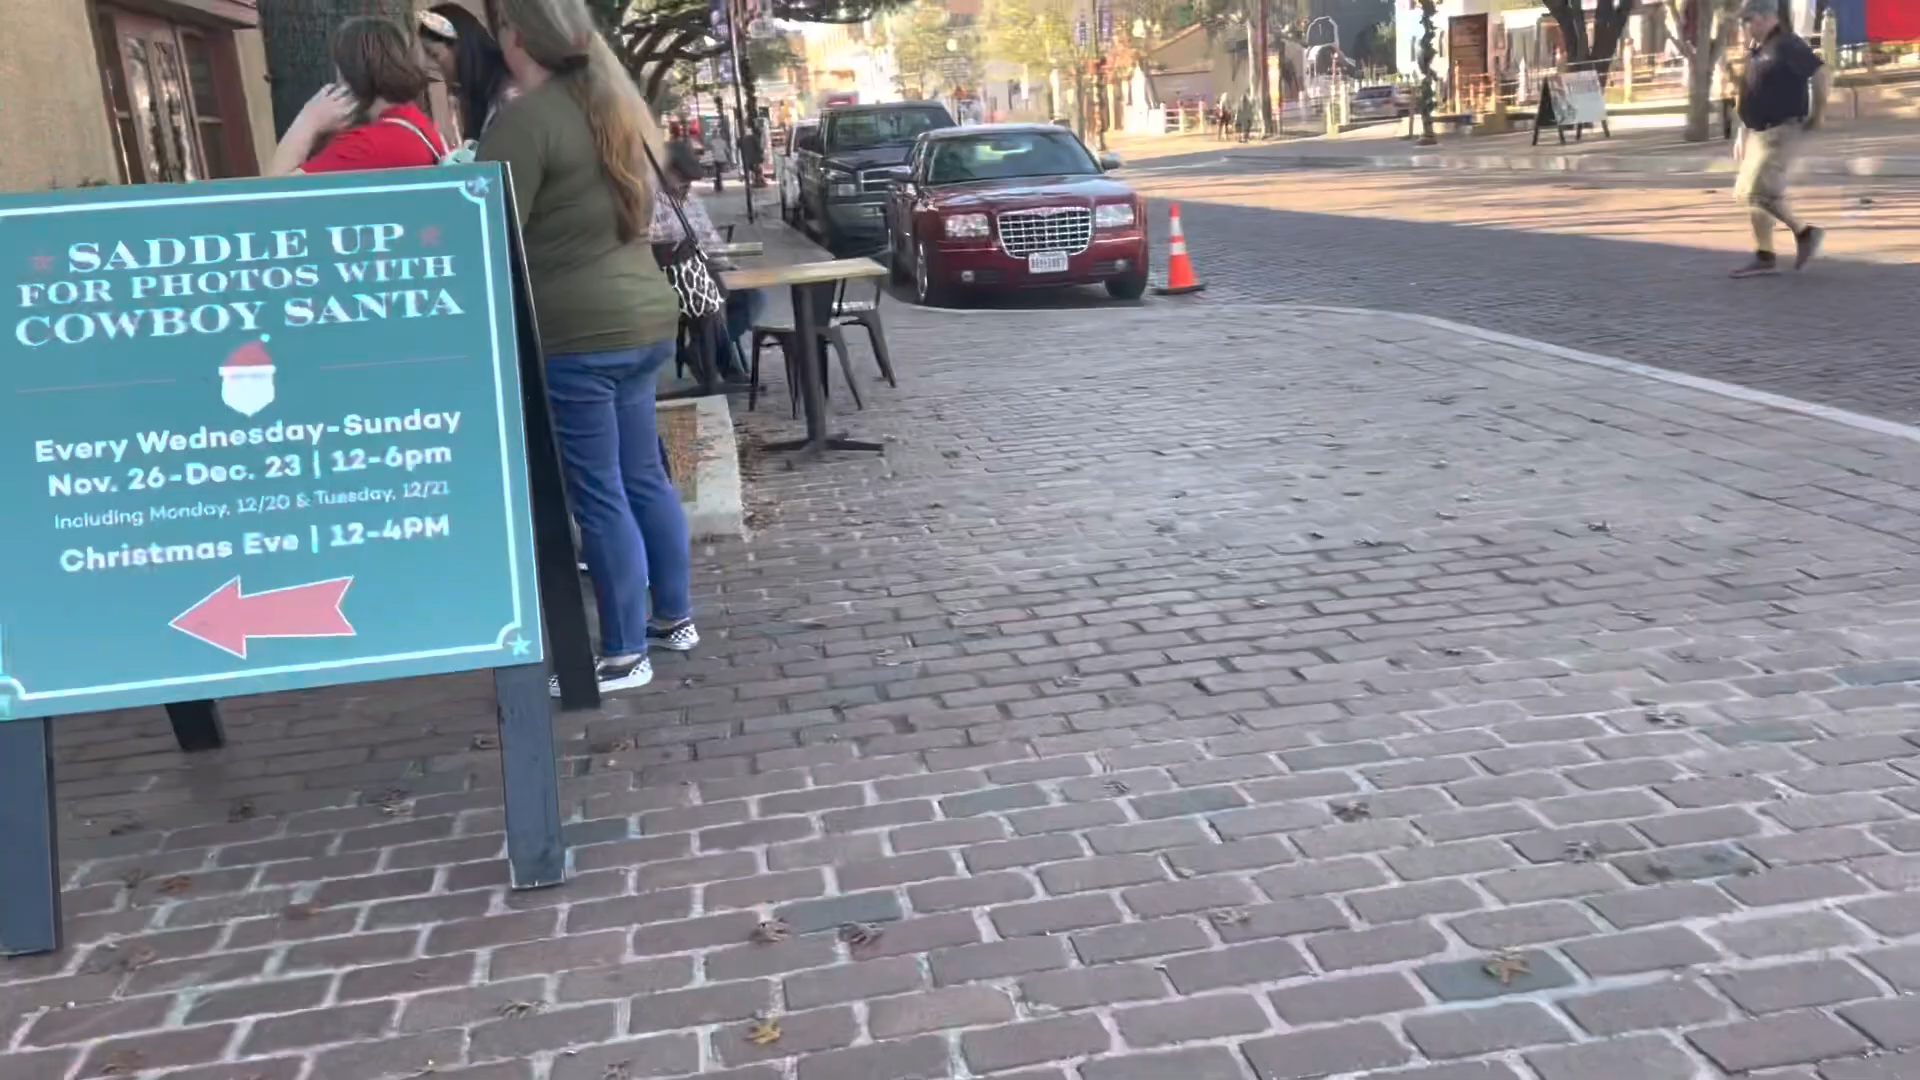 SADDLE UP
FOR PHOTOS WITH
COWBOY SANTA
Every Wednesday-Sunday
Nov. 26-Dec. 23 | 12-6pm
Including Monday, 12/20 & Tuesday, 12/21
Christmas Eve | 12-4PM